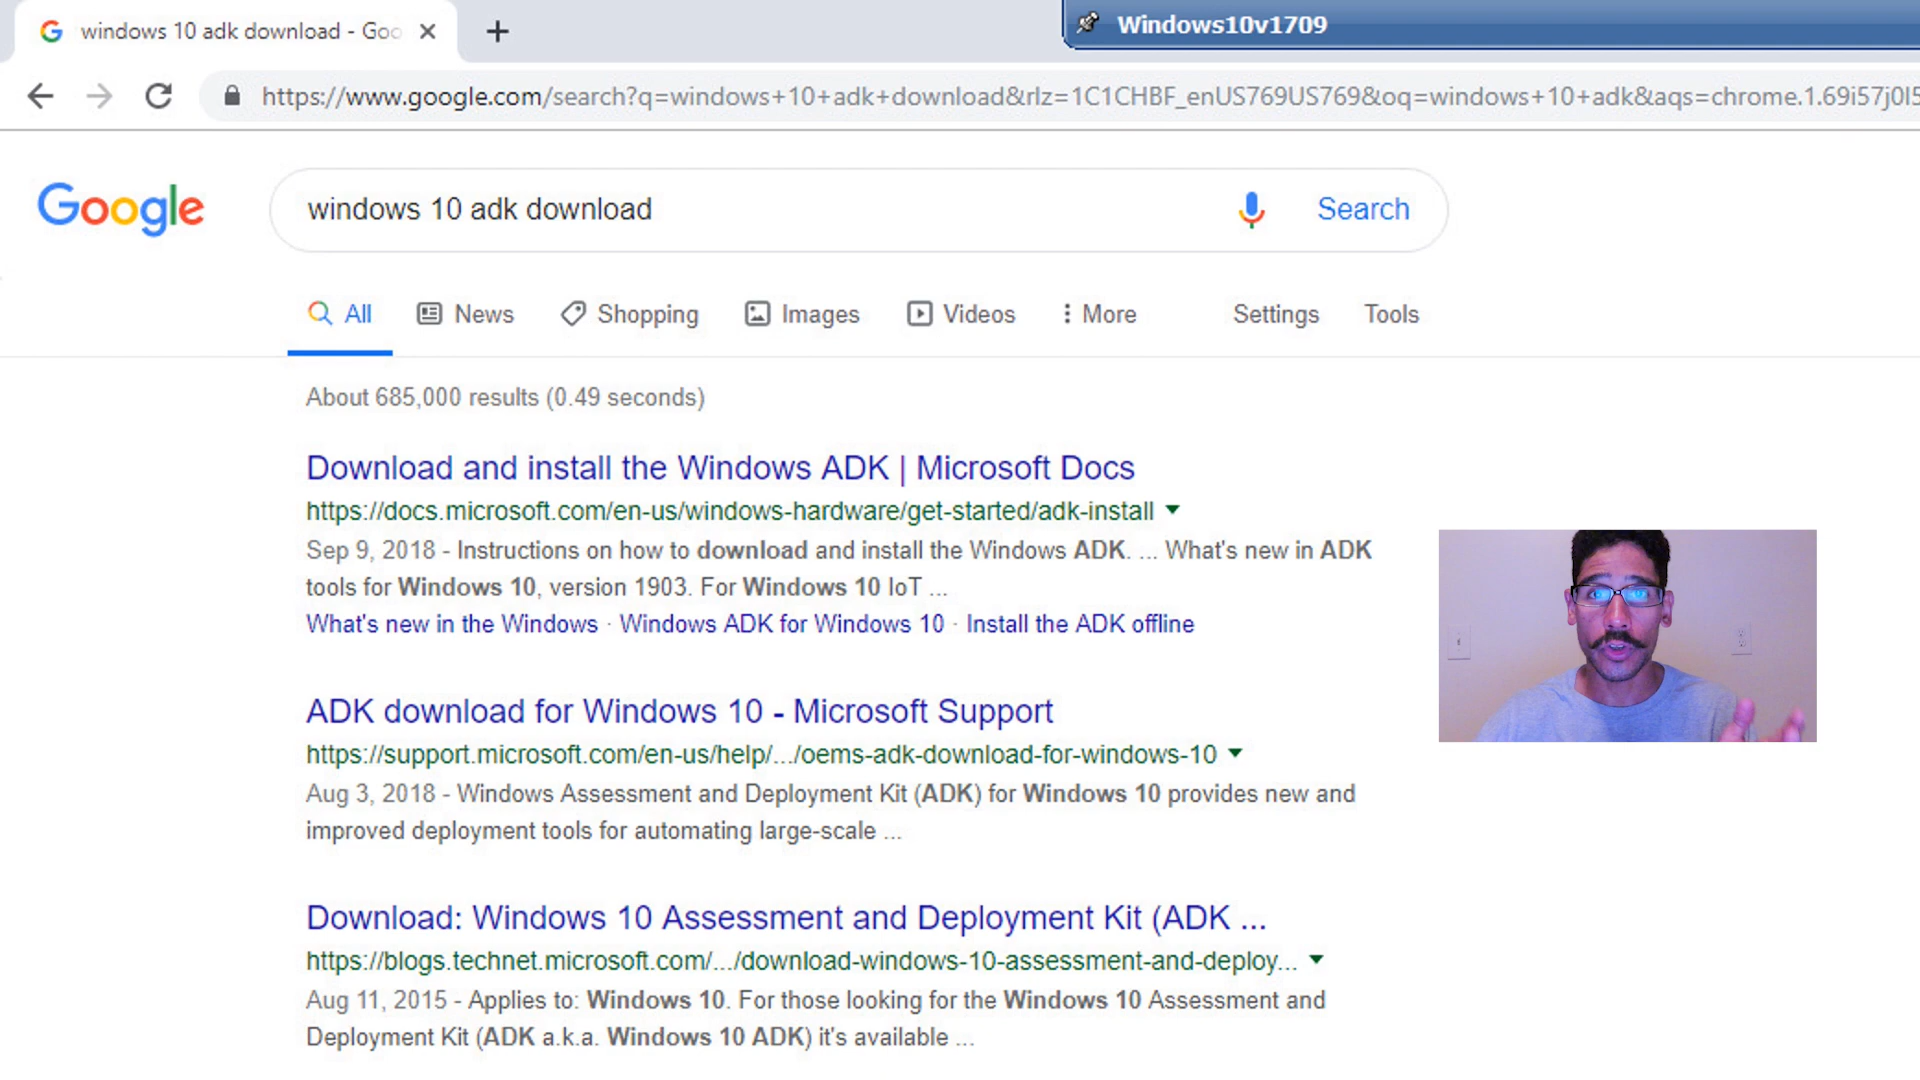 windows 10 adk download - Goo
Windows10v1709
https://www.google.com/search?q=windows+10+adk+download&rlz=1C1CHBF_enUS769US769&oq=windows+10+adk&aqs=chrome.1.69i57j0l5
Google
windows 10 adk download
Search
All News Shopping Images Videos More Settings Tools
About 685,000 results (0.49 seconds)
Download and install the Windows ADK | Microsoft Docs
https://docs.microsoft.com/en-us/windows-hardware/get-started/adk-install
Sep 9, 2018 - Instructions on how to download and install the Windows ADK. ... What's new in ADK
tools for Windows 10, version 1903. For Windows 10 IoT ...
What's new in the Windows · Windows ADK for Windows 10 · Install the ADK offline
ADK download for Windows 10 - Microsoft Support
https://support.microsoft.com/en-us/help/.../oems-adk-download-for-windows-10
Aug 3, 2018 - Windows Assessment and Deployment Kit (ADK) for Windows 10 provides new and
improved deployment tools for automating large-scale ...
Download: Windows 10 Assessment and Deployment Kit (ADK ...
https://blogs.technet.microsoft.com/.../download-windows-10-assessment-and-deploy...
Aug 11, 2015 - Applies to: Windows 10. For those looking for the Windows 10 Assessment and
Deployment Kit (ADK a.k.a. Windows 10 ADK) it's available ...